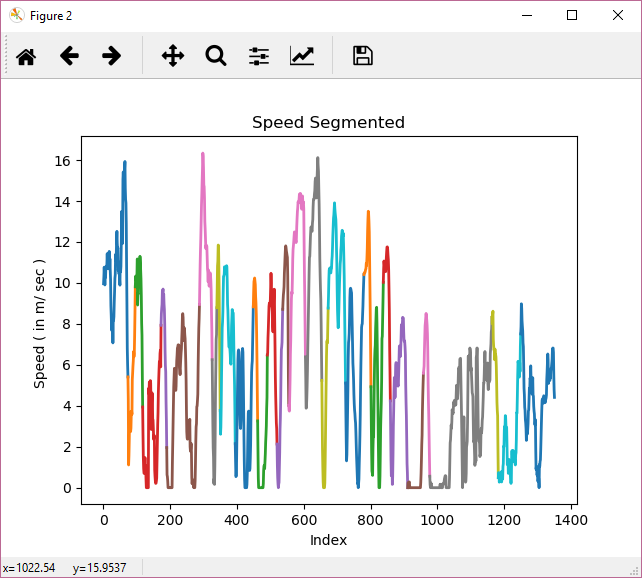 Figure 2
Speed Segmented
16
14
12
10
8
6
4
2
0
Speed ( in m/ sec )
0 200 400 600 800 1000 1200 1400
Index
x=1022.54 y=15.9537